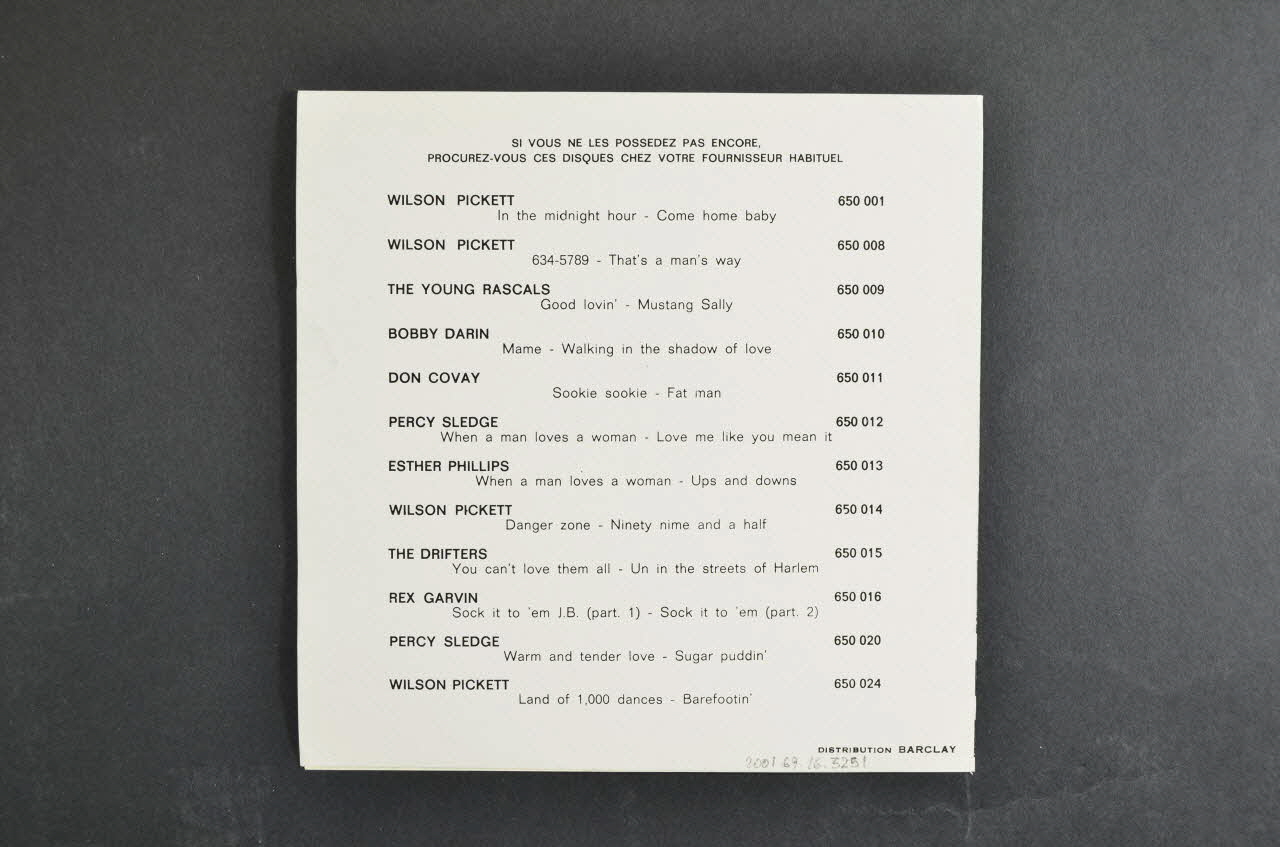 SI VOUS NE LES POSSEDEZ PAS ENCORE,
PROCUREZ-VOUS CES DISQUES CHEZ VOTRE FOURNISSEUR HABITUEL
WILSON PICKETT 650 001
In the midnight hour - Come home baby
WILSON PICKETT 650 008
634-5789 - That's a man's way
THE YOUNG RASCALS 650 009
Good lovin' - Mustang Sally
BOBBY DARIN 650 010
Mame - Walking in the shadow of love
DON COVAY 650 011
Sookie sookie - Fat man
PERCY SLEDGE 650 012
When a man loves a woman - Love me like you mean it
ESTHER PHILLIPS 650 013
When a man loves a woman - Ups and downs
WILSON PICKETT 650 014
Danger zone - Ninety nime and a half
THE DRIFTERS 650 015
You can't love them all - Un in the streets of Harlem
REX GARVIN 650 016
Sock it to 'em J.B. (part. 1) - Sock it to 'em (part. 2)
PERCY SLEDGE 650 020
Warm and tender love - Sugar puddin'
WILSON PICKETT 650 024
Land of 1,000 dances - Barefootin'
DISTRIBUTION BARCLAY
2001.69.16.3251